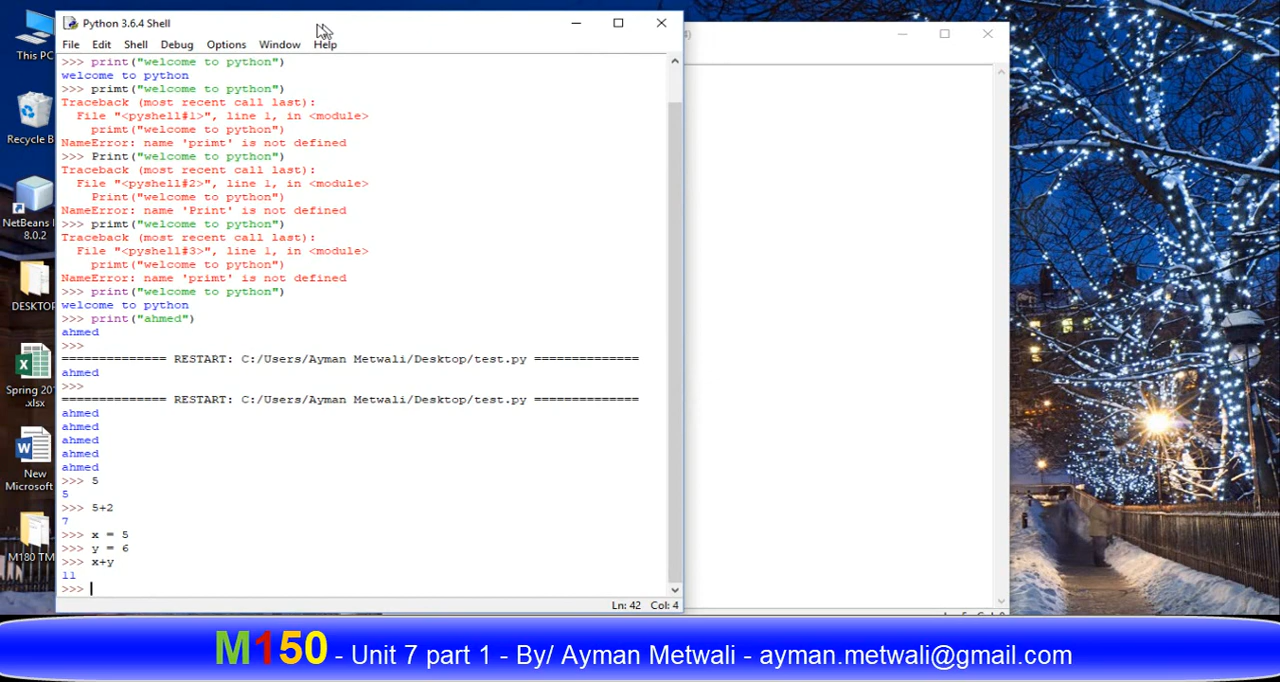 Python 3.6.4 Shell
File Edit Shell Debug Options Window Help
>>> print("welcome to python")
welcome to python
>>> primt("welcome to python")
Traceback (most recent call last):
  File "<pyshell#1>", line 1, in <module>
    primt("welcome to python")
NameError: name 'primt' is not defined
>>> Print("welcome to python")
Traceback (most recent call last):
  File "<pyshell#2>", line 1, in <module>
    Print("welcome to python")
NameError: name 'Print' is not defined
>>> primt("welcome to python")
Traceback (most recent call last):
  File "<pyshell#3>", line 1, in <module>
    primt("welcome to python")
NameError: name 'primt' is not defined
>>> print("welcome to python")
welcome to python
>>> print("ahmed")
ahmed
>>>
============== RESTART: C:/Users/Ayman Metwali/Desktop/test.py ==============
ahmed
>>>
============== RESTART: C:/Users/Ayman Metwali/Desktop/test.py ==============
ahmed
ahmed
ahmed
ahmed
ahmed
>>> 5
5
>>> 5+2
7
>>> x = 5
>>> y = 6
>>> x+y
11
>>>
Ln: 42 Col: 4
This PC
Recycle B
NetBeans I
8.0.2
DESKTOP
Spring 20
.xlsx
New
Microsoft
M180 TM
M150 - Unit 7 part 1 - By/ Ayman Metwali - ayman.metwali@gmail.com